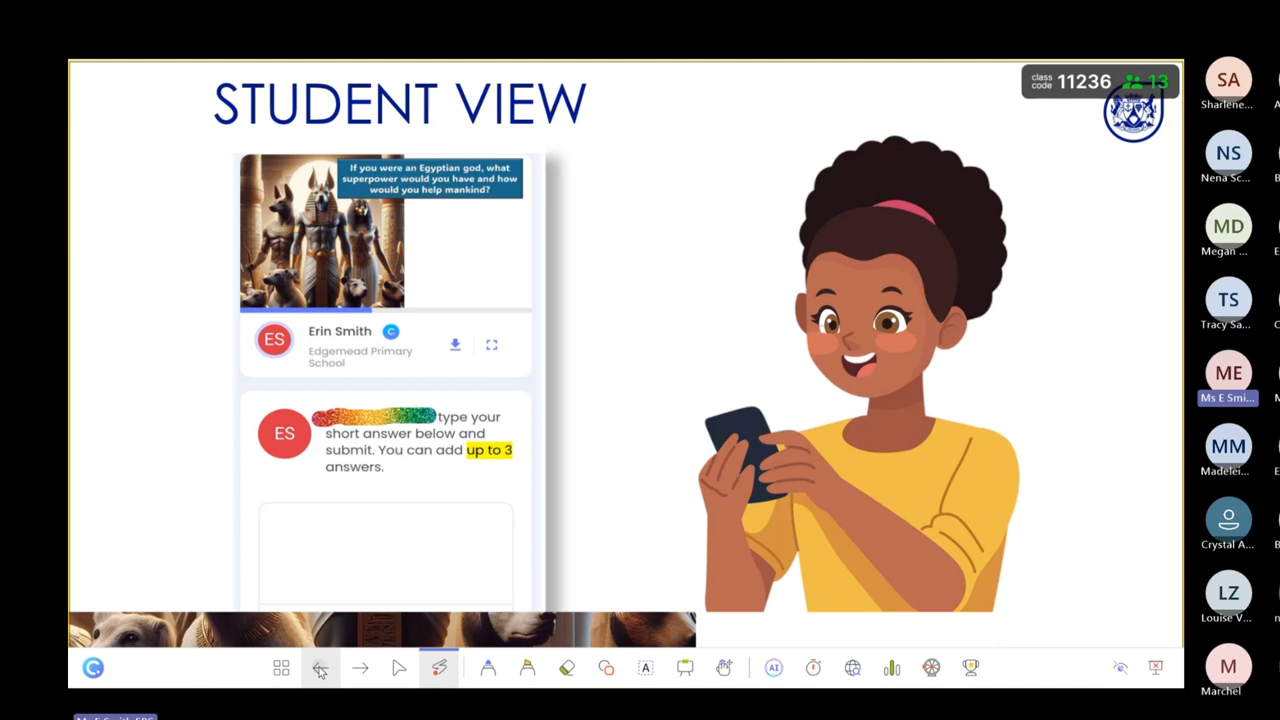 STUDENT VIEW
class code 11236 13
If you were an Egyptian god, what
superpower would you have and how
would you help mankind?
ES
Erin Smith
Edgemead Primary
School
ES
type your
short answer below and
submit. You can add up to 3
answers.
A
AI
SA
Sharlene...
NS
Nena Sc...
MD
Megan ...
TS
Tracy Sa...
ME
Ms E Smi...
MM
Madelei...
Crystal A...
LZ
Louise V...
M
Marchel